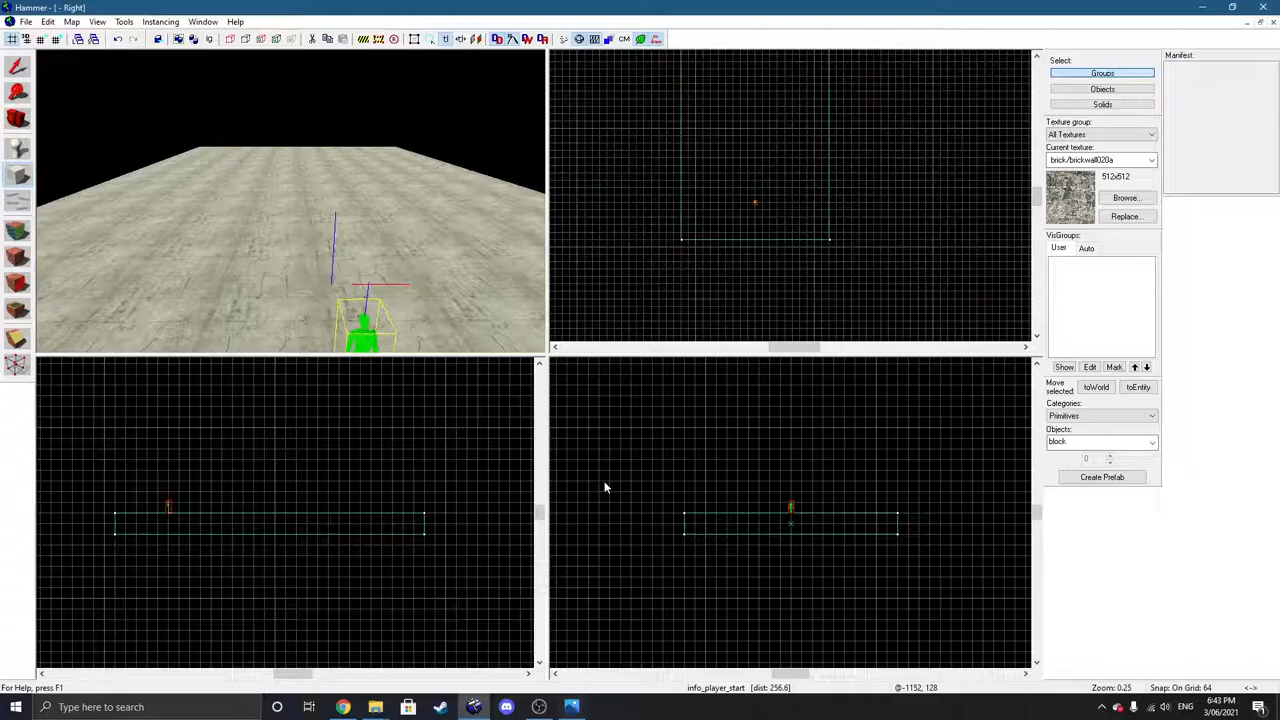 Hammer - [ - Right]
File Edit Map View Tools Instancing Window Help
CM
Select:
Groups
Objects
Solids
Texture group:
All Textures
Current texture:
brick/brickwall020a
512x512
Browse...
Replace...
VisGroups:
User Auto
Show Edit Mark
Move selected:
toWorld toEntity
Categories:
Primitives
Objects:
block
0
Create Prefab
Manifest:
For Help, press F1
info_player_start [dist: 256.6]
@-1152, 128
Zoom: 0.25
Snap: On Grid: 64
<->
Type here to search
6:43 PM
3/06/2021